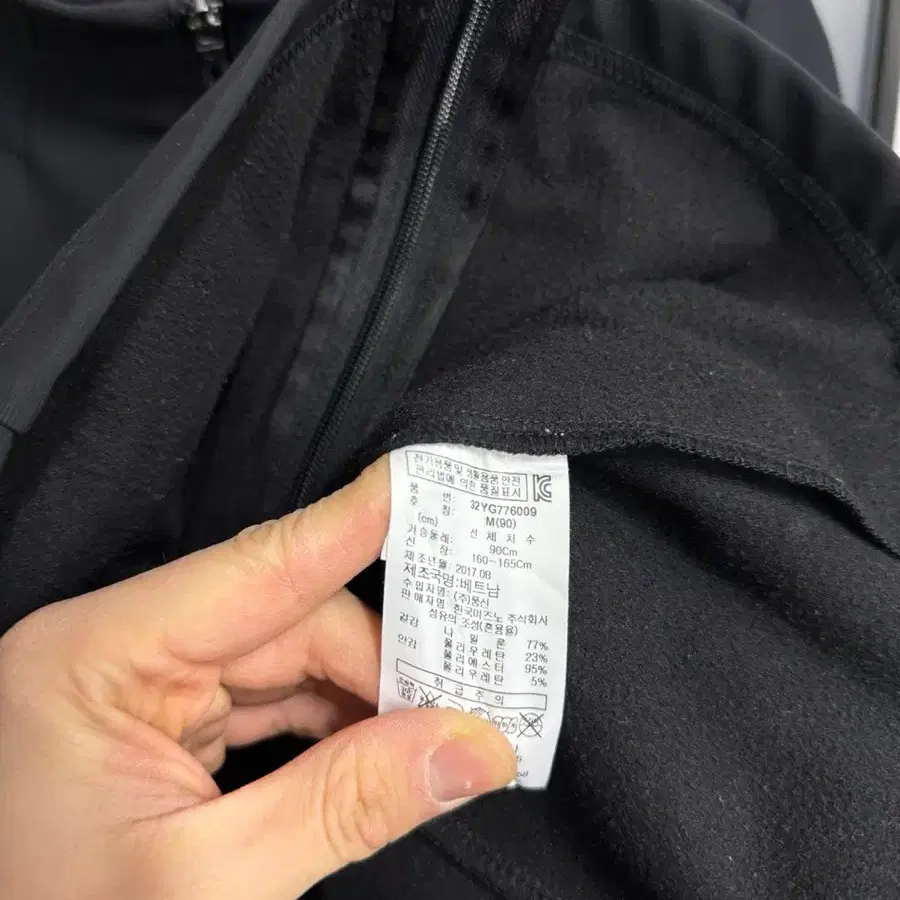 전기용품 및 생활용품 안전
관리법에 의한 품질표시
품 번: 32YG776009
호 칭: M(90)
(cm) 신체치수
가슴둘레: 90Cm
신 장: 160~165Cm
제조년월: 2017.08
제조국명:베트남
수입자명: (주)풍신
판매자명: 한국미즈노 주식회사
섬유의 조성(혼용율)
겉감 나 일 론 77%
폴리우레탄 23%
안감 폴리에스터 95%
폴리우레탄 5%
취급주의